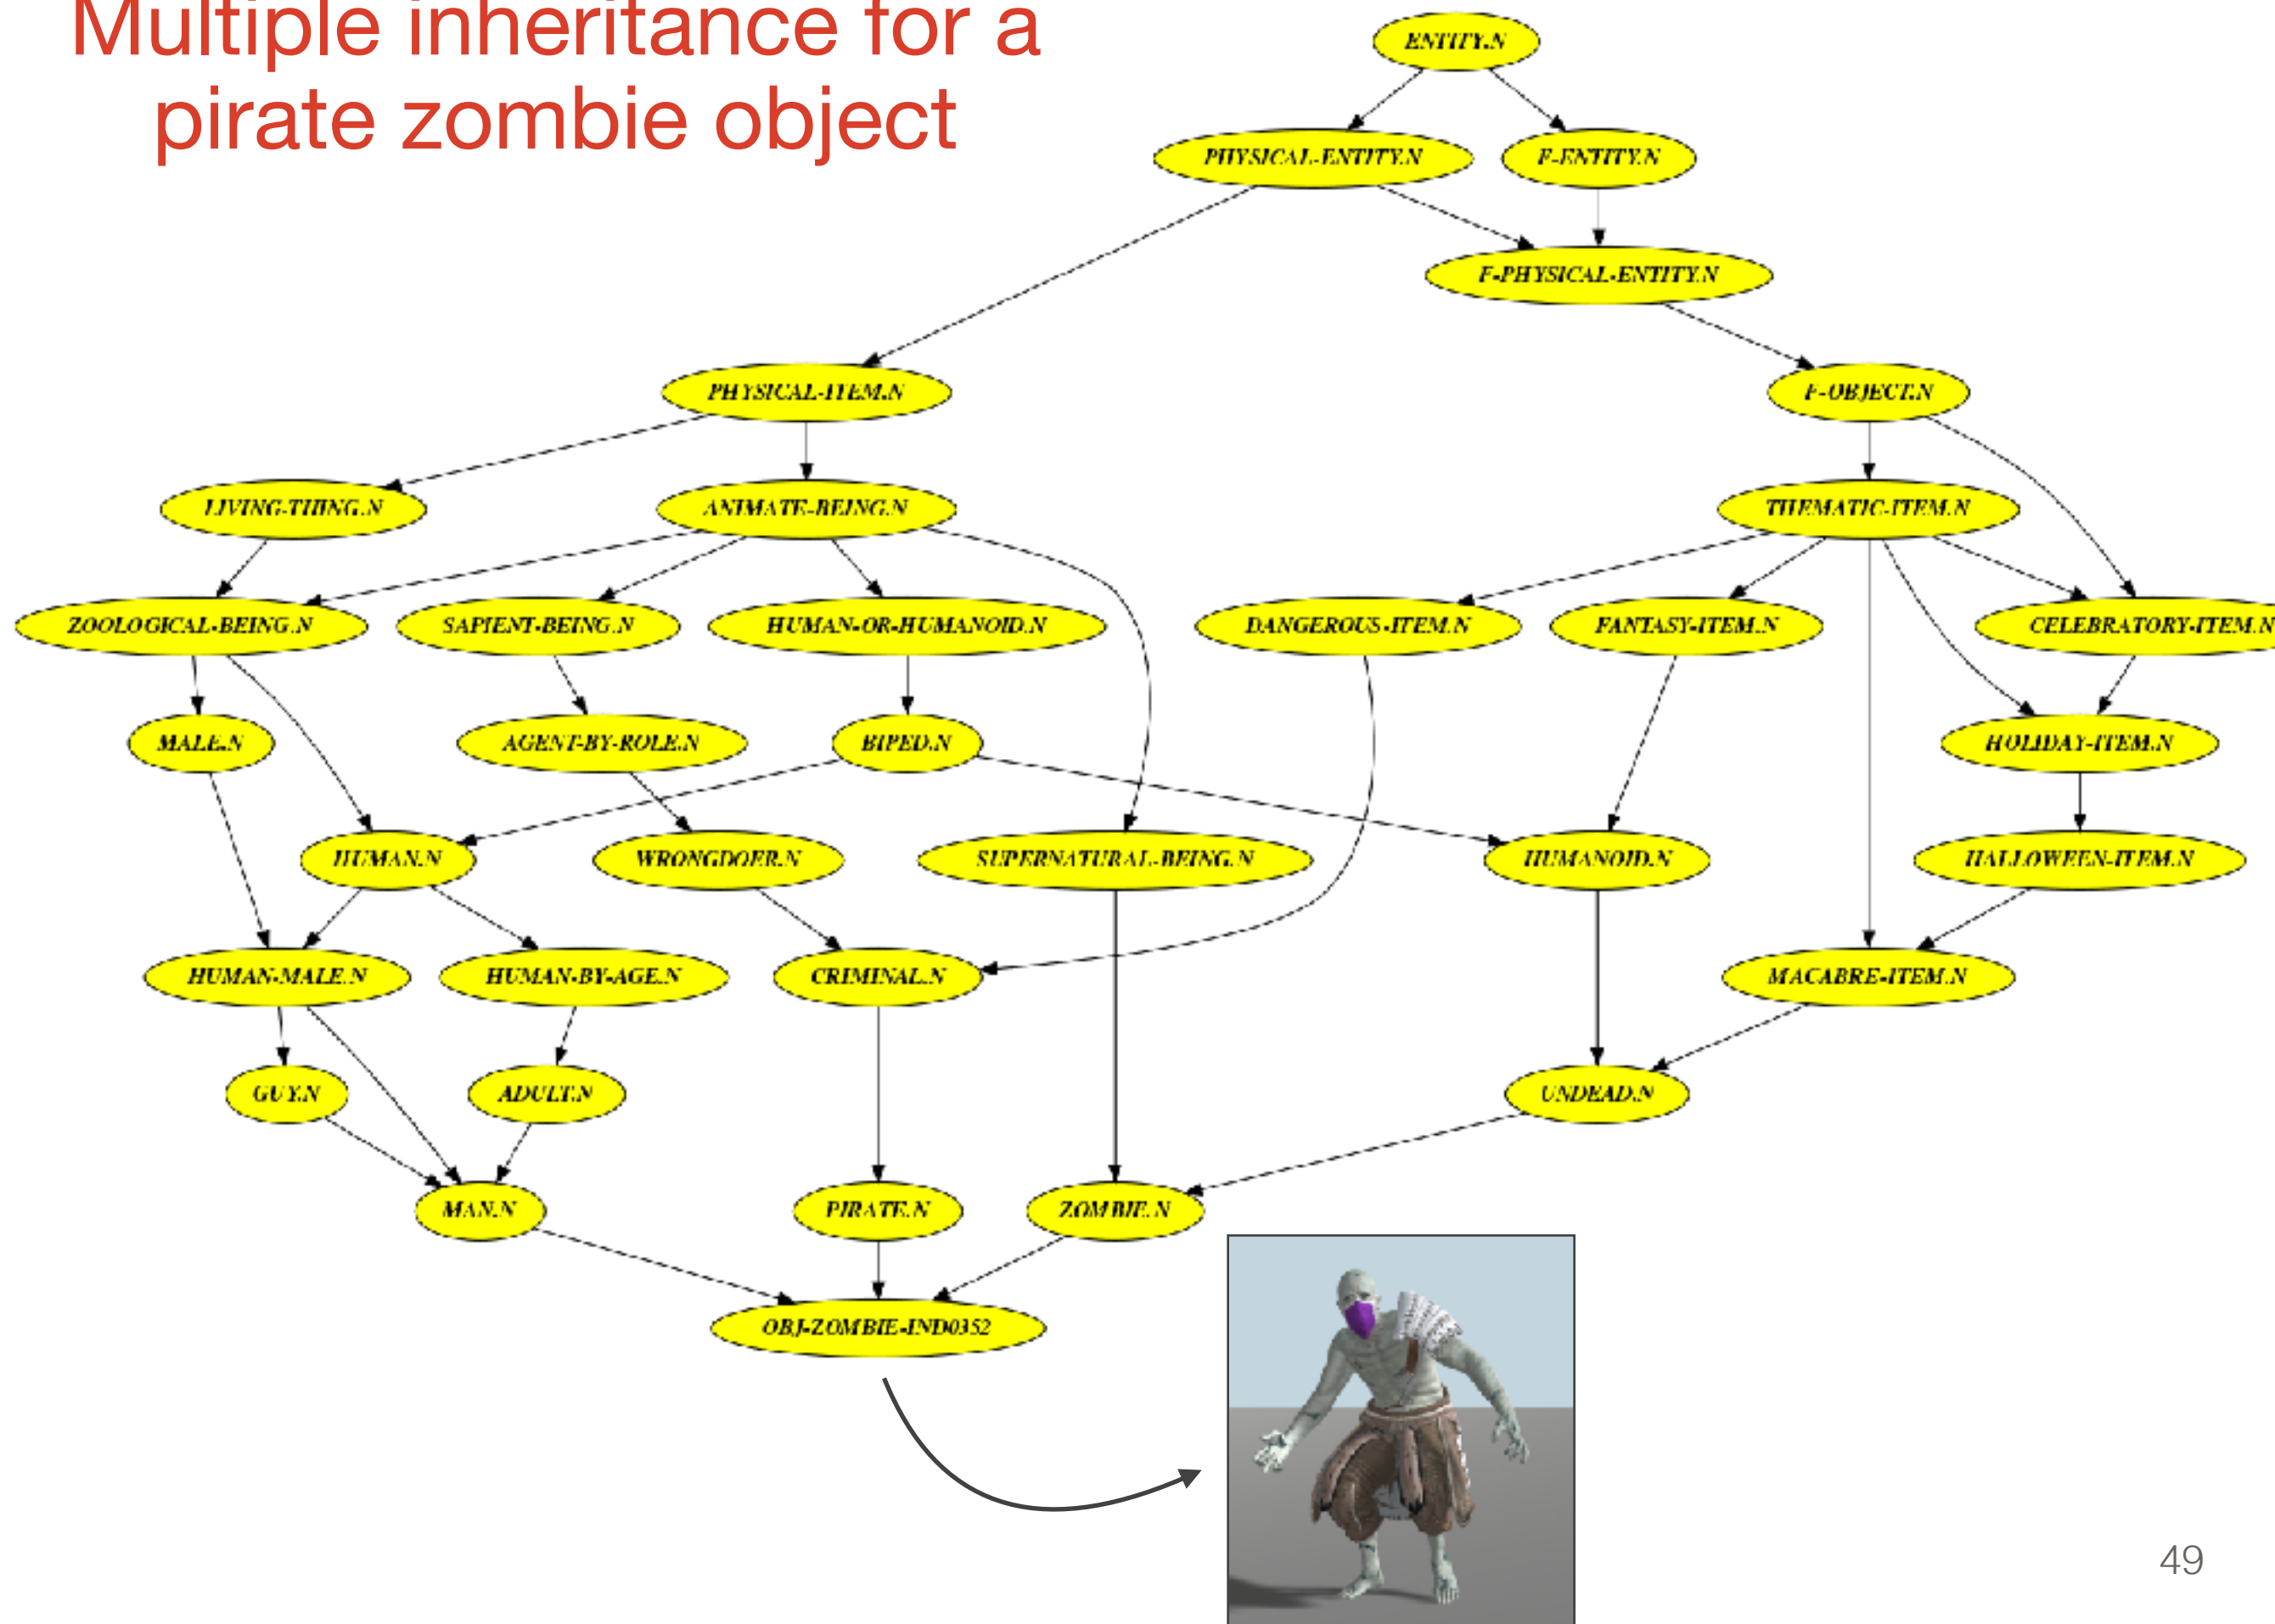 Multiple inheritance for a
pirate zombie object
ENTITY.N
PHYSICAL-ENTITY.N
F-ENTITY.N
F-PHYSICAL-ENTITY.N
PHYSICAL-ITEM.N
F-OBJECT.N
LIVING-THING.N
ANIMATE-BEING.N
THEMATIC-ITEM.N
ZOOLOGICAL-BEING.N
SAPIENT-BEING.N
HUMAN-OR-HUMANOID.N
DANGEROUS-ITEM.N
FANTASY-ITEM.N
CELEBRATORY-ITEM.N
MALE.N
AGENT-BY-ROLE.N
BIPED.N
HOLIDAY-ITEM.N
HUMAN.N
WRONGDOER.N
SUPERNATURAL-BEING.N
HUMANOID.N
HALLOWEEN-ITEM.N
HUMAN-MALE.N
HUMAN-BY-AGE.N
CRIMINAL.N
MACABRE-ITEM.N
GUY.N
ADULT.N
UNDEAD.N
MAN.N
PIRATE.N
ZOMBIE.N
OBJ-ZOMBIE-IND0352
49